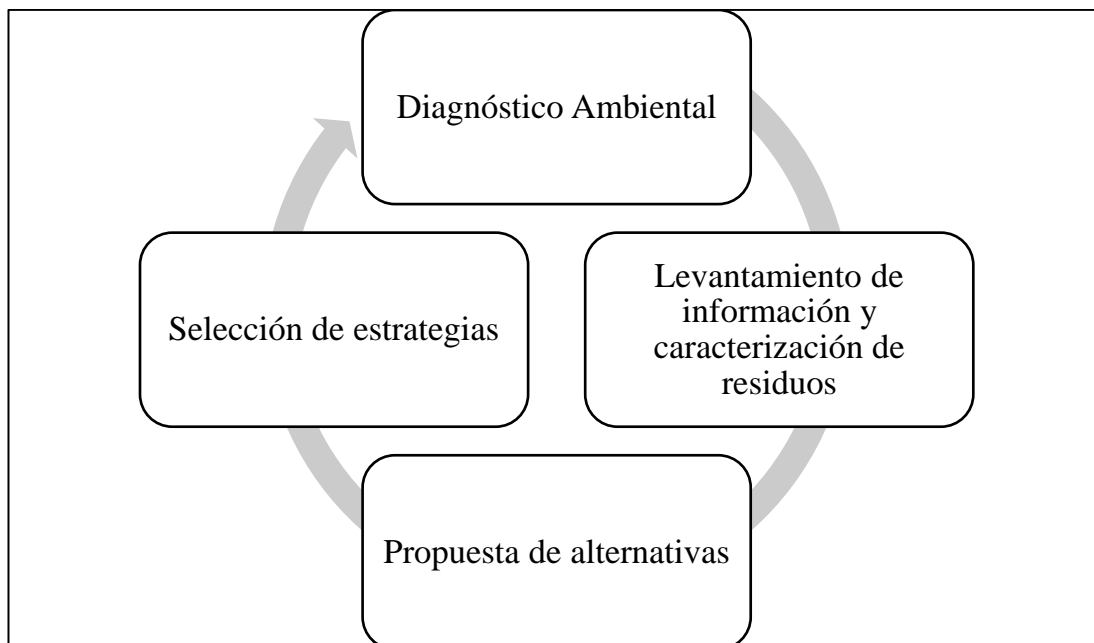 Diagnóstico Ambiental
Levantamiento de
información y
caracterización de
residuos
Propuesta de alternativas
Selección de estrategias